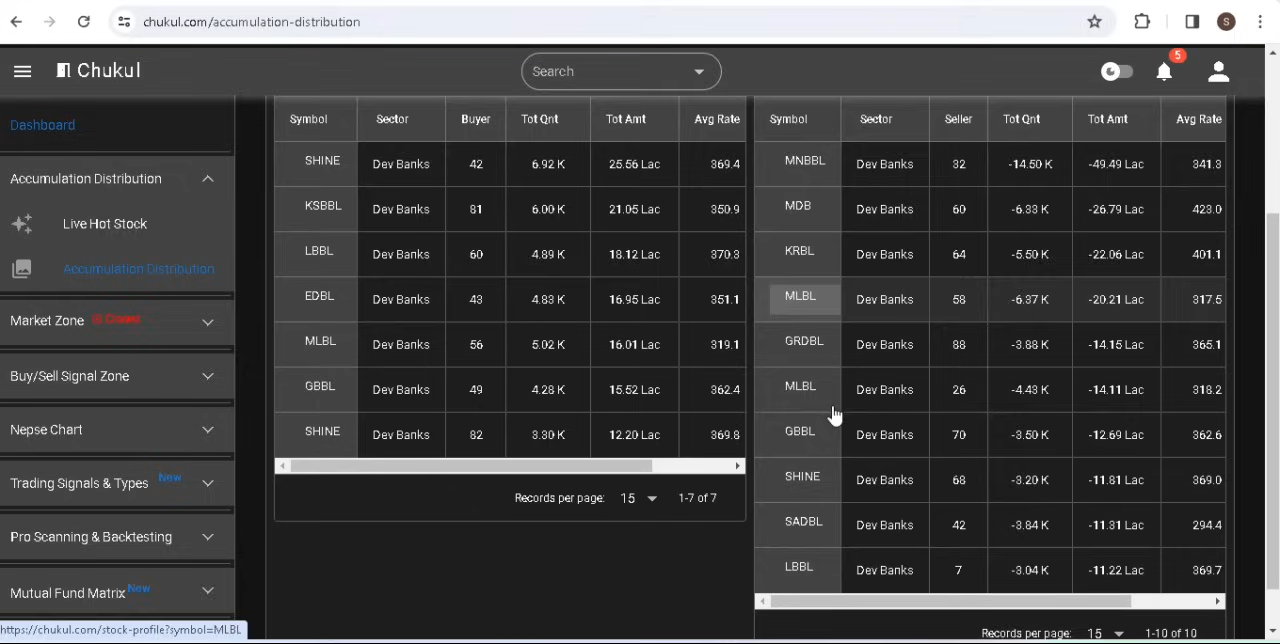 chukul.com/accumulation-distribution
S
Chukul
Search
5
Dashboard
Accumulation Distribution
Live Hot Stock
Accumulation Distribution
Market Zone Closed
Buy/Sell Signal Zone
Nepse Chart
Trading Signals & Types New
Pro Scanning & Backtesting
Mutual Fund Matrix New
https://chukul.com/stock-profile?symbol=MLBL
Symbol Sector Buyer Tot Qnt Tot Amt Avg Rate
SHINE Dev Banks 42 6.92 K 25.56 Lac 369.4
KSBBL Dev Banks 81 6.00 K 21.05 Lac 350.9
LBBL Dev Banks 60 4.89 K 18.12 Lac 370.3
EDBL Dev Banks 43 4.83 K 16.95 Lac 351.1
MLBL Dev Banks 56 5.02 K 16.01 Lac 319.1
GBBL Dev Banks 49 4.28 K 15.52 Lac 362.4
SHINE Dev Banks 82 3.30 K 12.20 Lac 369.8
Records per page: 15 1-7 of 7
Symbol Sector Seller Tot Qnt Tot Amt Avg Rate
MNBBL Dev Banks 32 -14.50 K -49.49 Lac 341.3
MDB Dev Banks 60 -6.33 K -26.79 Lac 423.0
KRBL Dev Banks 64 -5.50 K -22.06 Lac 401.1
MLBL Dev Banks 58 -6.37 K -20.21 Lac 317.5
GRDBL Dev Banks 88 -3.88 K -14.15 Lac 365.1
MLBL Dev Banks 26 -4.43 K -14.11 Lac 318.2
GBBL Dev Banks 70 -3.50 K -12.69 Lac 362.6
SHINE Dev Banks 68 -3.20 K -11.81 Lac 369.0
SADBL Dev Banks 42 -3.84 K -11.31 Lac 294.4
LBBL Dev Banks 7 -3.04 K -11.22 Lac 369.7
Records per page: 15 1-10 of 10